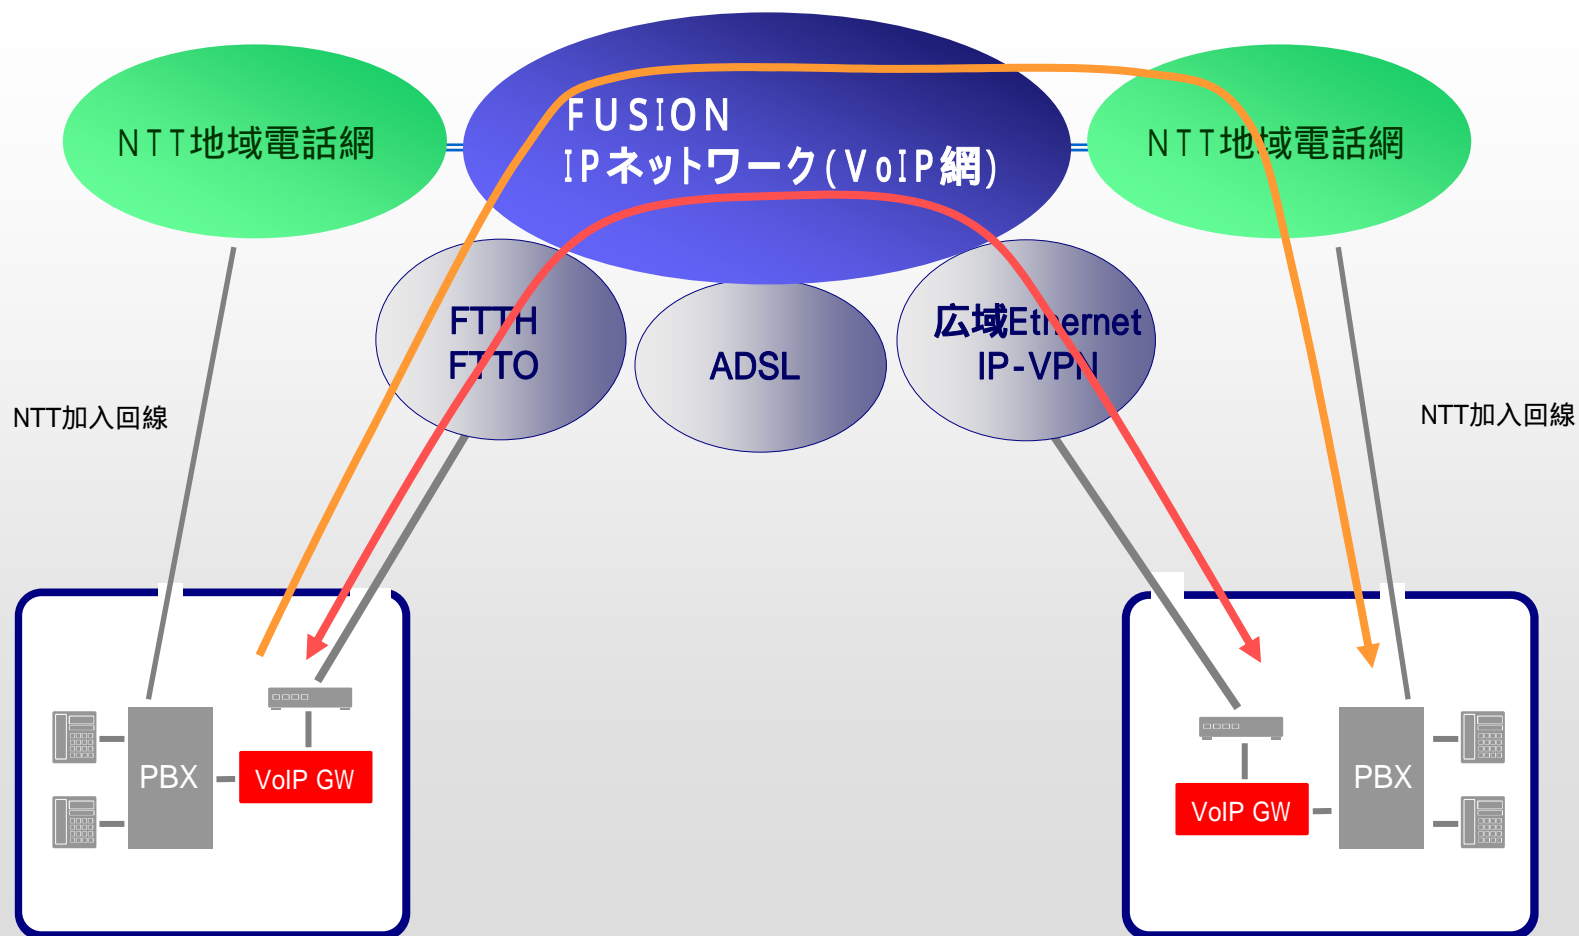 NTT地域電話網
FUSION
IPネットワーク(VoIP網)
NTT地域電話網
FTTH
FTTO
ADSL
広域Ethernet
IP-VPN
NTT加入回線
NTT加入回線
PBX
VoIP GW
VoIP GW
PBX